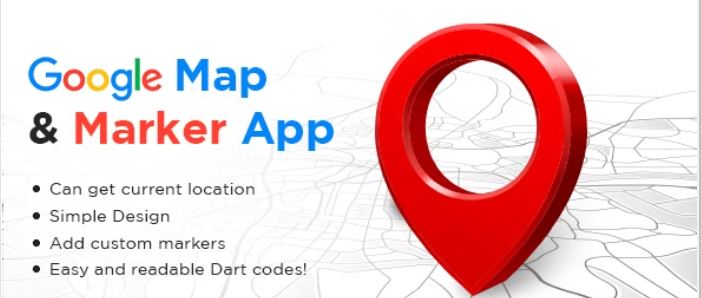 Google Map
& Marker App
• Can get current location
• Simple Design
• Add custom markers
• Easy and readable Dart codes!